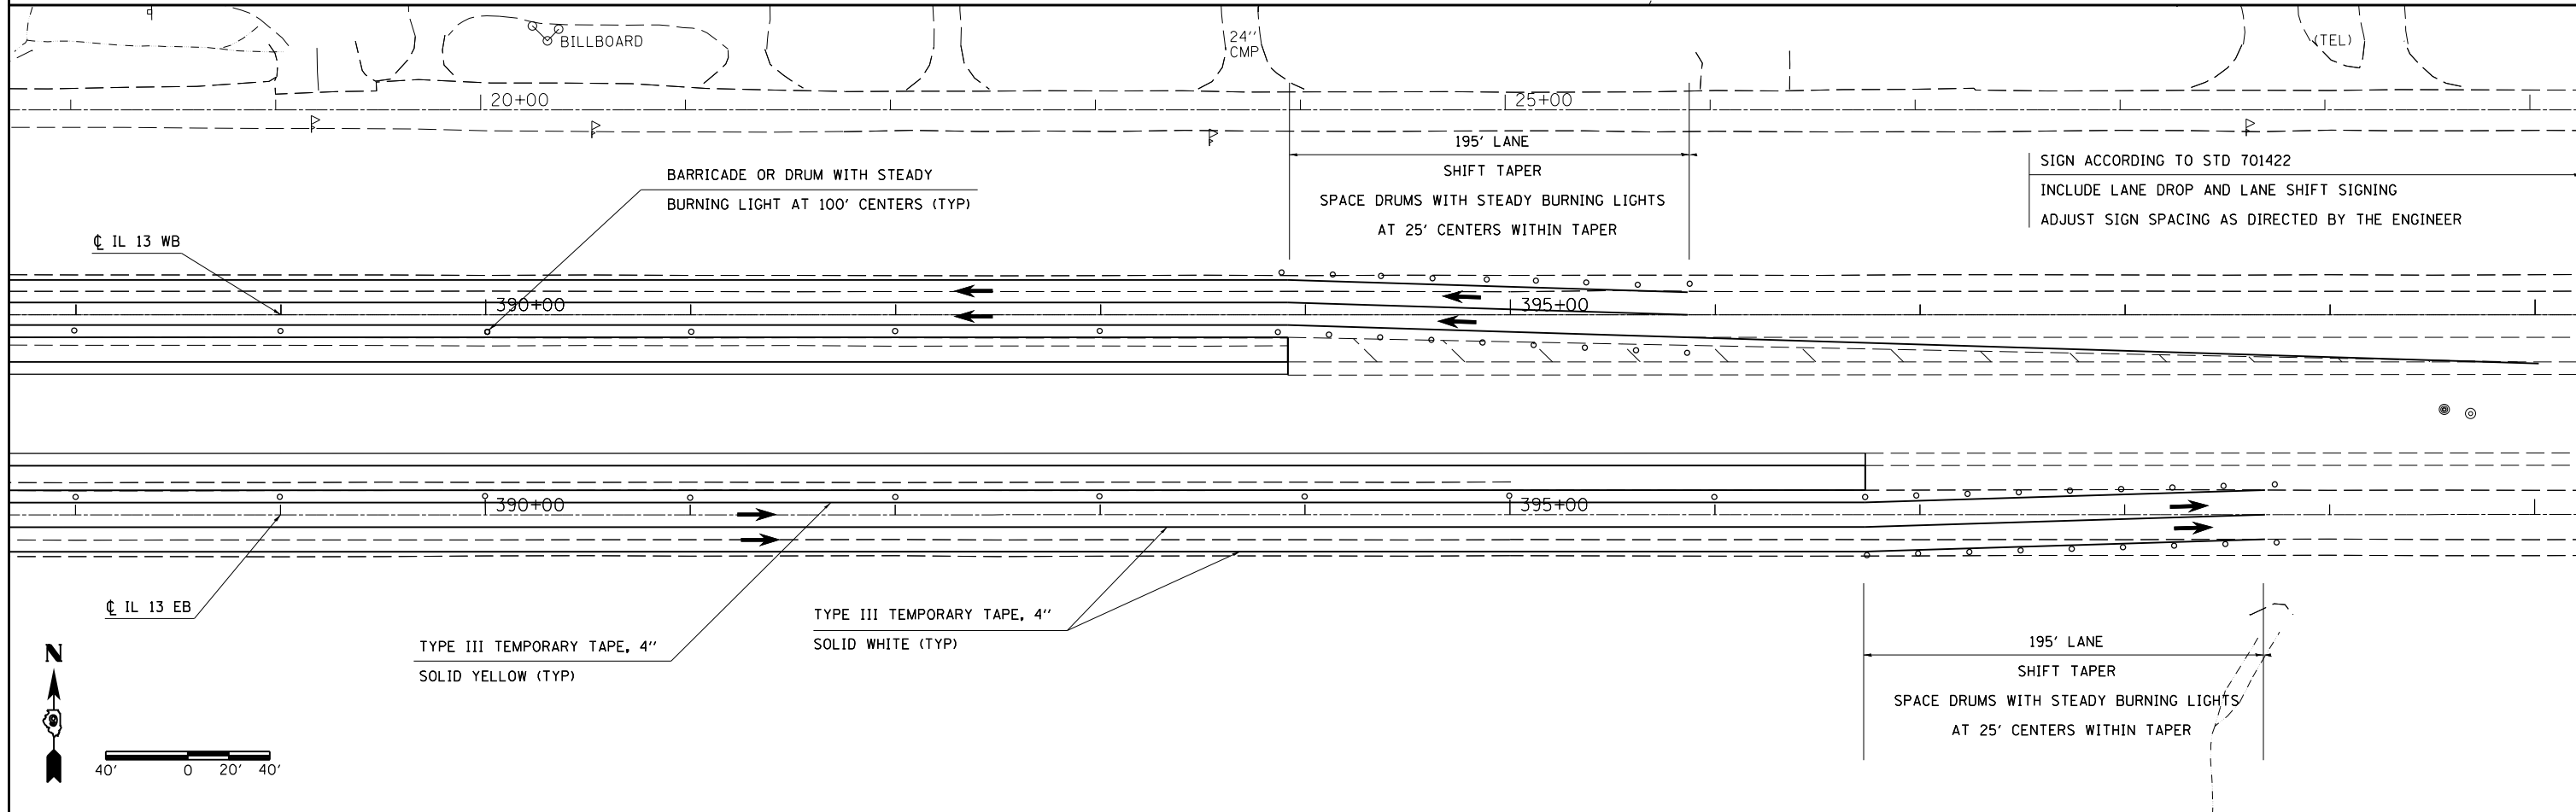 BILLBOARD
24''
CMP
(TEL)
20+00
25+00
195' LANE
SHIFT TAPER
SPACE DRUMS WITH STEADY BURNING LIGHTS
AT 25' CENTERS WITHIN TAPER
SIGN ACCORDING TO STD 701422
INCLUDE LANE DROP AND LANE SHIFT SIGNING
ADJUST SIGN SPACING AS DIRECTED BY THE ENGINEER
BARRICADE OR DRUM WITH STEADY
BURNING LIGHT AT 100' CENTERS (TYP)
℄ IL 13 WB
390+00
395+00
390+00
395+00
℄ IL 13 EB
TYPE III TEMPORARY TAPE, 4''
SOLID YELLOW (TYP)
TYPE III TEMPORARY TAPE, 4''
SOLID WHITE (TYP)
195' LANE
SHIFT TAPER
SPACE DRUMS WITH STEADY BURNING LIGHTS
AT 25' CENTERS WITHIN TAPER
N
40' 0 20' 40'